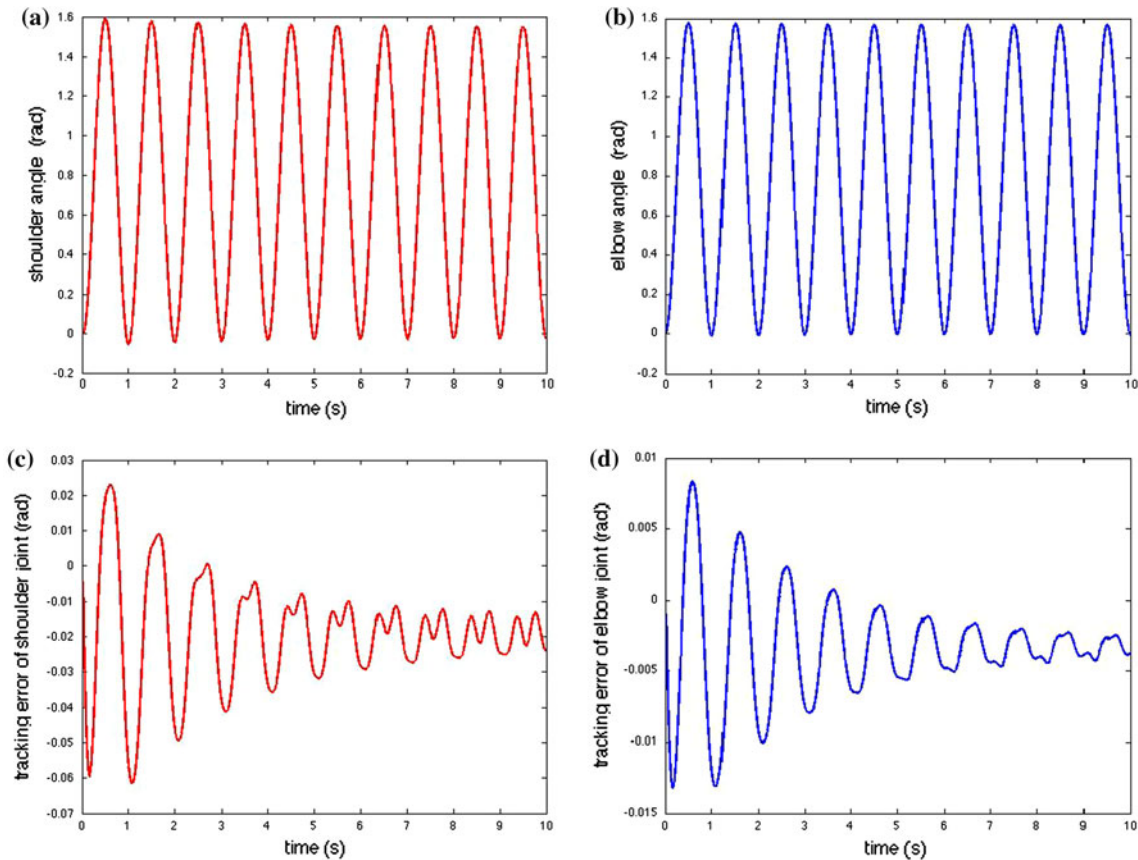 (a)
1.6
1.4
1.2
1
0.8
0.6
0.4
0.2
0
-0.2
shoulder angle (rad)
0 1 2 3 4 5 6 7 8 9 10
time (s)
(b)
1.6
1.4
1.2
1
0.8
0.6
0.4
0.2
0
-0.2
elbow angle (rad)
0 1 2 3 4 5 6 7 8 9 10
time (s)
(c)
0.03
0.02
0.01
0
-0.01
-0.02
-0.03
-0.04
-0.05
-0.06
-0.07
tracking error of shoulder joint (rad)
0 1 2 3 4 5 6 7 8 9 10
time (s)
(d)
0.01
0.005
0
-0.005
-0.01
-0.015
tracking error of elbow joint (rad)
0 1 2 3 4 5 6 7 8 9 10
time (s)